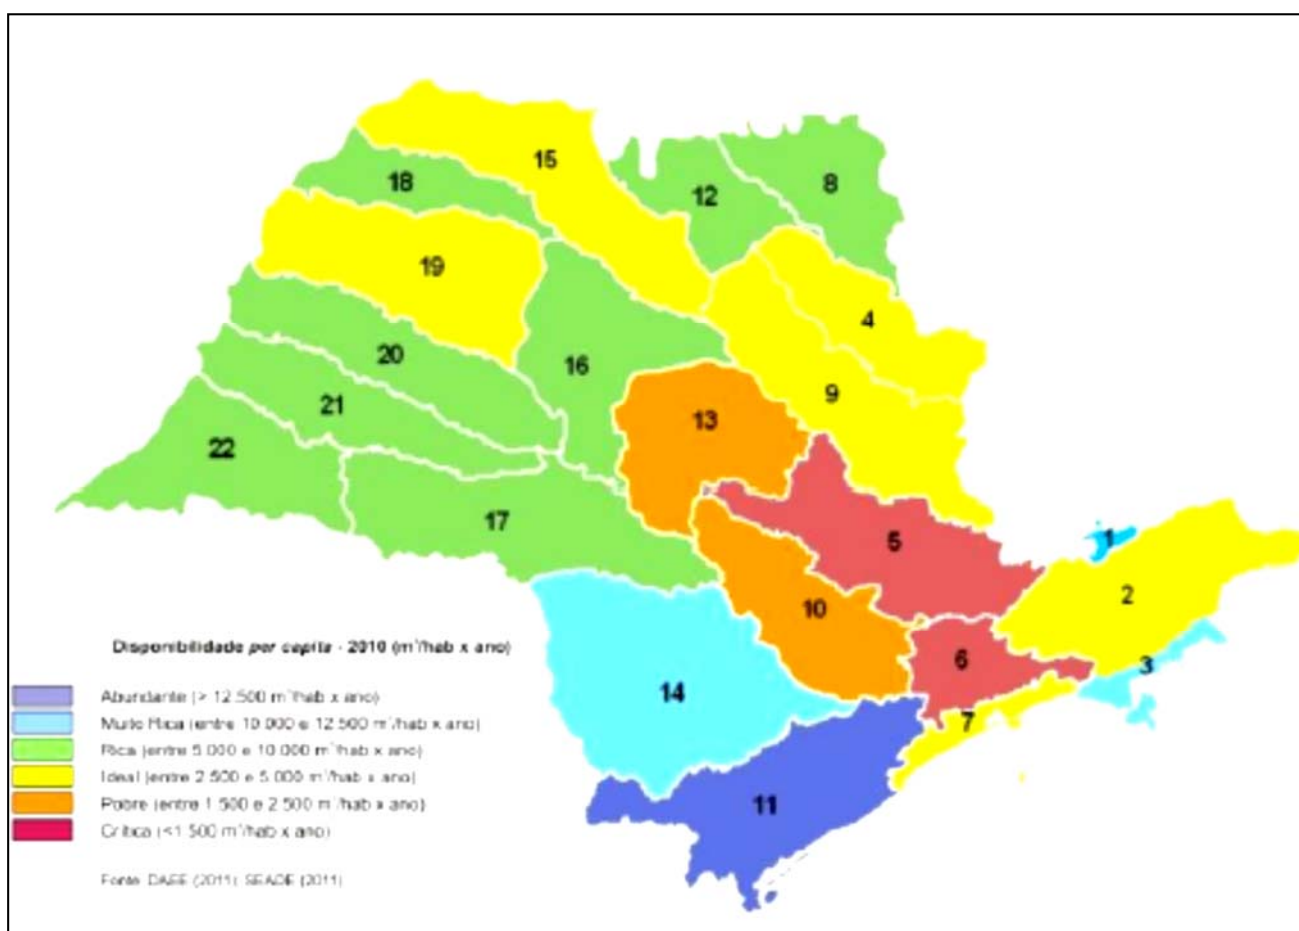 15
18
12
8
19
4
20
16
9
21
13
22
17
5
1
10
2
6
3
14
7
11
Disponibilidade per capita - 2010 (m³/hab x ano)
Abundante (> 12.500 m³/hab x ano)
Muito Rica (entre 10.000 e 12.500 m³/hab x ano)
Rica (entre 5.000 e 10.000 m³/hab x ano)
Ideal (entre 2.500 e 5.000 m³/hab x ano)
Pobre (entre 1.500 e 2.500 m³/hab x ano)
Crítica (<1.500 m³/hab x ano)
Fonte: DAEE (2011); SEADE (2011)